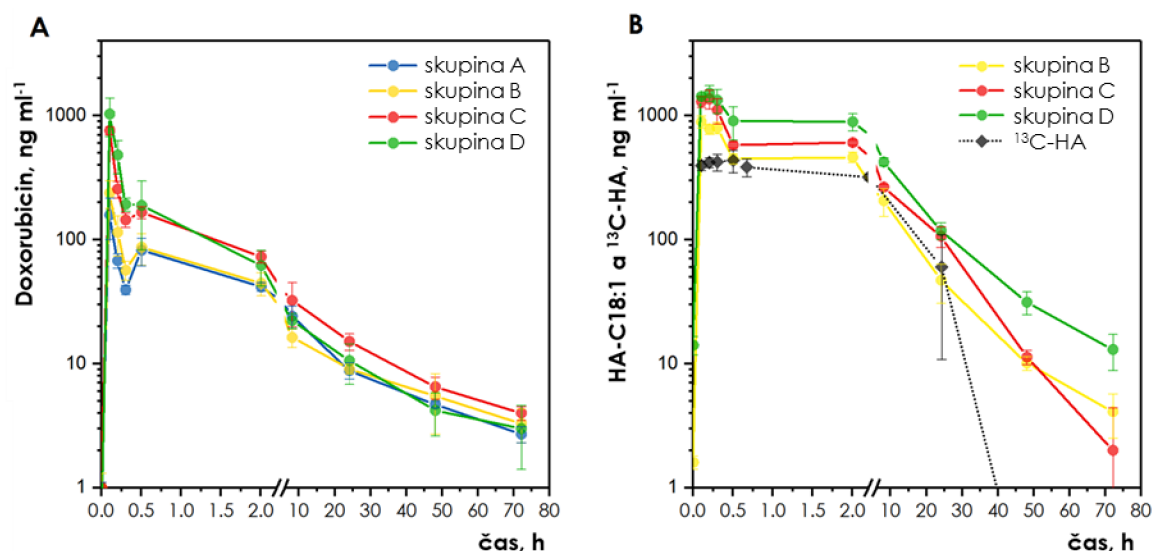 A
Doxorubicin, ng ml⁻¹
skupina A
skupina B
skupina C
skupina D
1000
100
10
1
0.0 0.5 1.0 1.5 2.0 10 20 30 40 50 60 70 80
čas, h
B
HA-C18:1 a ¹³C-HA, ng ml⁻¹
skupina B
skupina C
skupina D
¹³C-HA
1000
100
10
1
0.0 0.5 1.0 1.5 2.0 10 20 30 40 50 60 70 80
čas, h